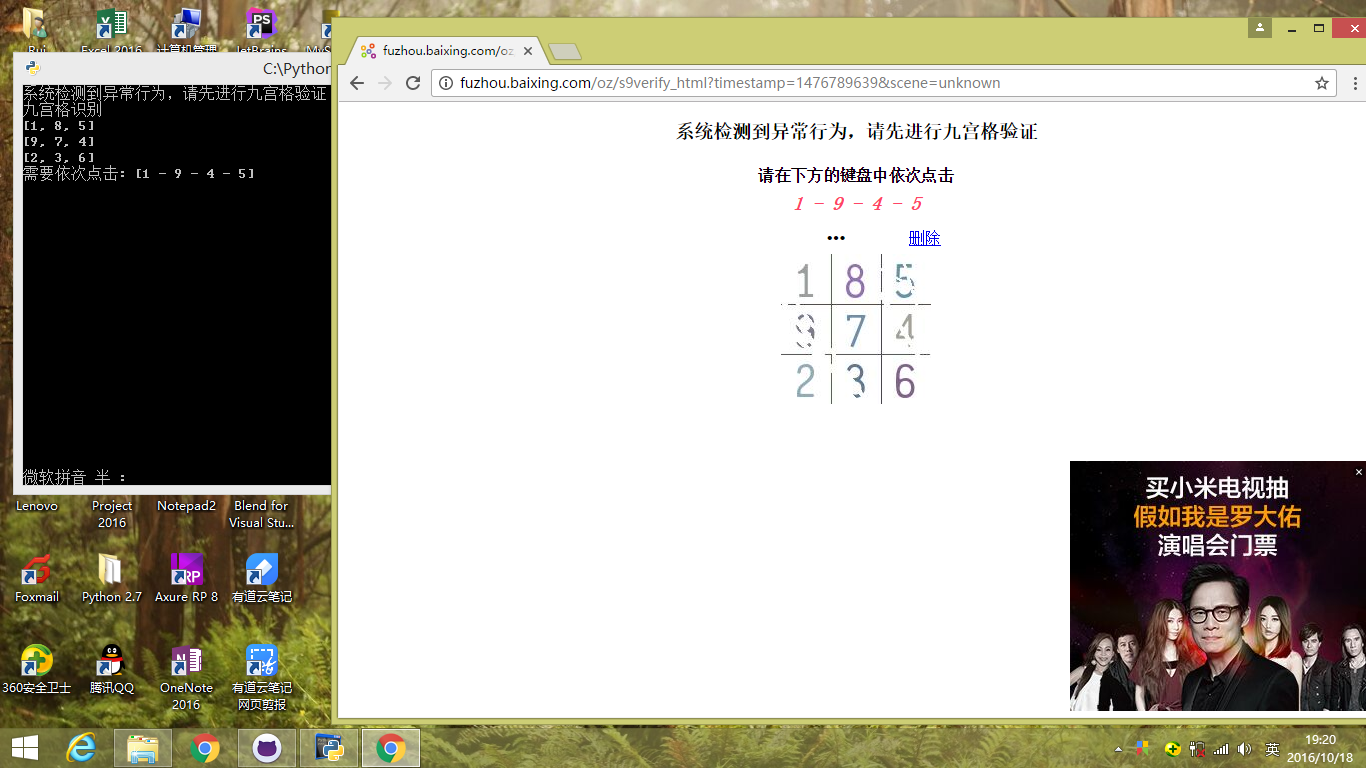 Rui
Excel 2016
计算机管理
JetBrains
C:\Python
系统检测到异常行为，请先进行九宫格验证
九宫格识别
[1, 8, 5]
[9, 7, 4]
[2, 3, 6]
需要依次点击: [1 - 9 - 4 - 5]
微软拼音 半 :
fuzhou.baixing.com/oz
fuzhou.baixing.com/oz/s9verify_html?timestamp=1476789639&scene=unknown
系统检测到异常行为，请先进行九宫格验证
请在下方的键盘中依次点击
1 - 9 - 4 - 5
••• 删除
1 8 5
9 7 4
2 3 6
买小米电视抽
假如我是罗大佑
演唱会门票
Lenovo
Project
2016
Notepad2
Blend for
Visual Stu...
Foxmail
Python 2.7
Axure RP 8
有道云笔记
360安全卫士
腾讯QQ
OneNote
2016
有道云笔记
网页剪报
英
19:20
2016/10/18